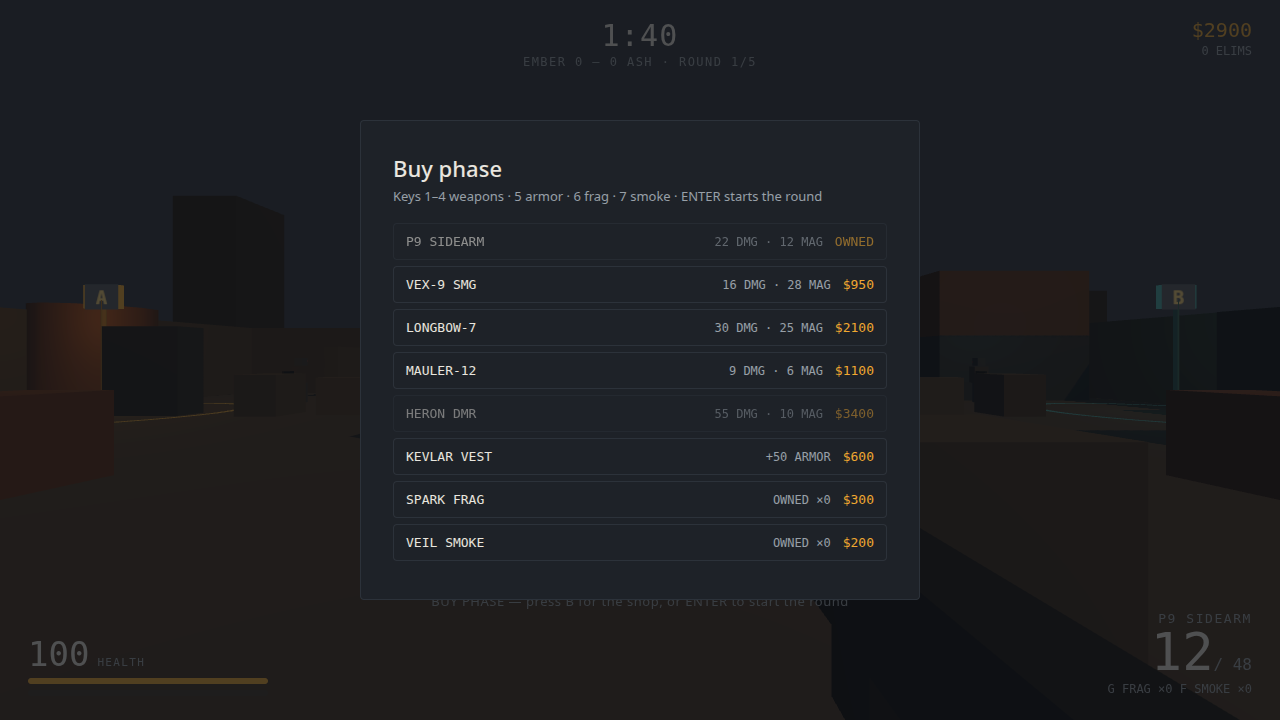 1:40
EMBER 0 — 0 ASH · ROUND 1/5
$2900
0 ELIMS
Buy phase
Keys 1–4 weapons · 5 armor · 6 frag · 7 smoke · ENTER starts the round
P9 SIDEARM 22 DMG · 12 MAG OWNED
VEX-9 SMG 16 DMG · 28 MAG $950
LONGBOW-7 30 DMG · 25 MAG $2100
MAULER-12 9 DMG · 6 MAG $1100
HERON DMR 55 DMG · 10 MAG $3400
KEVLAR VEST +50 ARMOR $600
SPARK FRAG OWNED ×0 $300
VEIL SMOKE OWNED ×0 $200
A
B
BUY PHASE — press B for the shop, or ENTER to start the round
100 HEALTH
P9 SIDEARM
12 / 48
G FRAG ×0 F SMOKE ×0